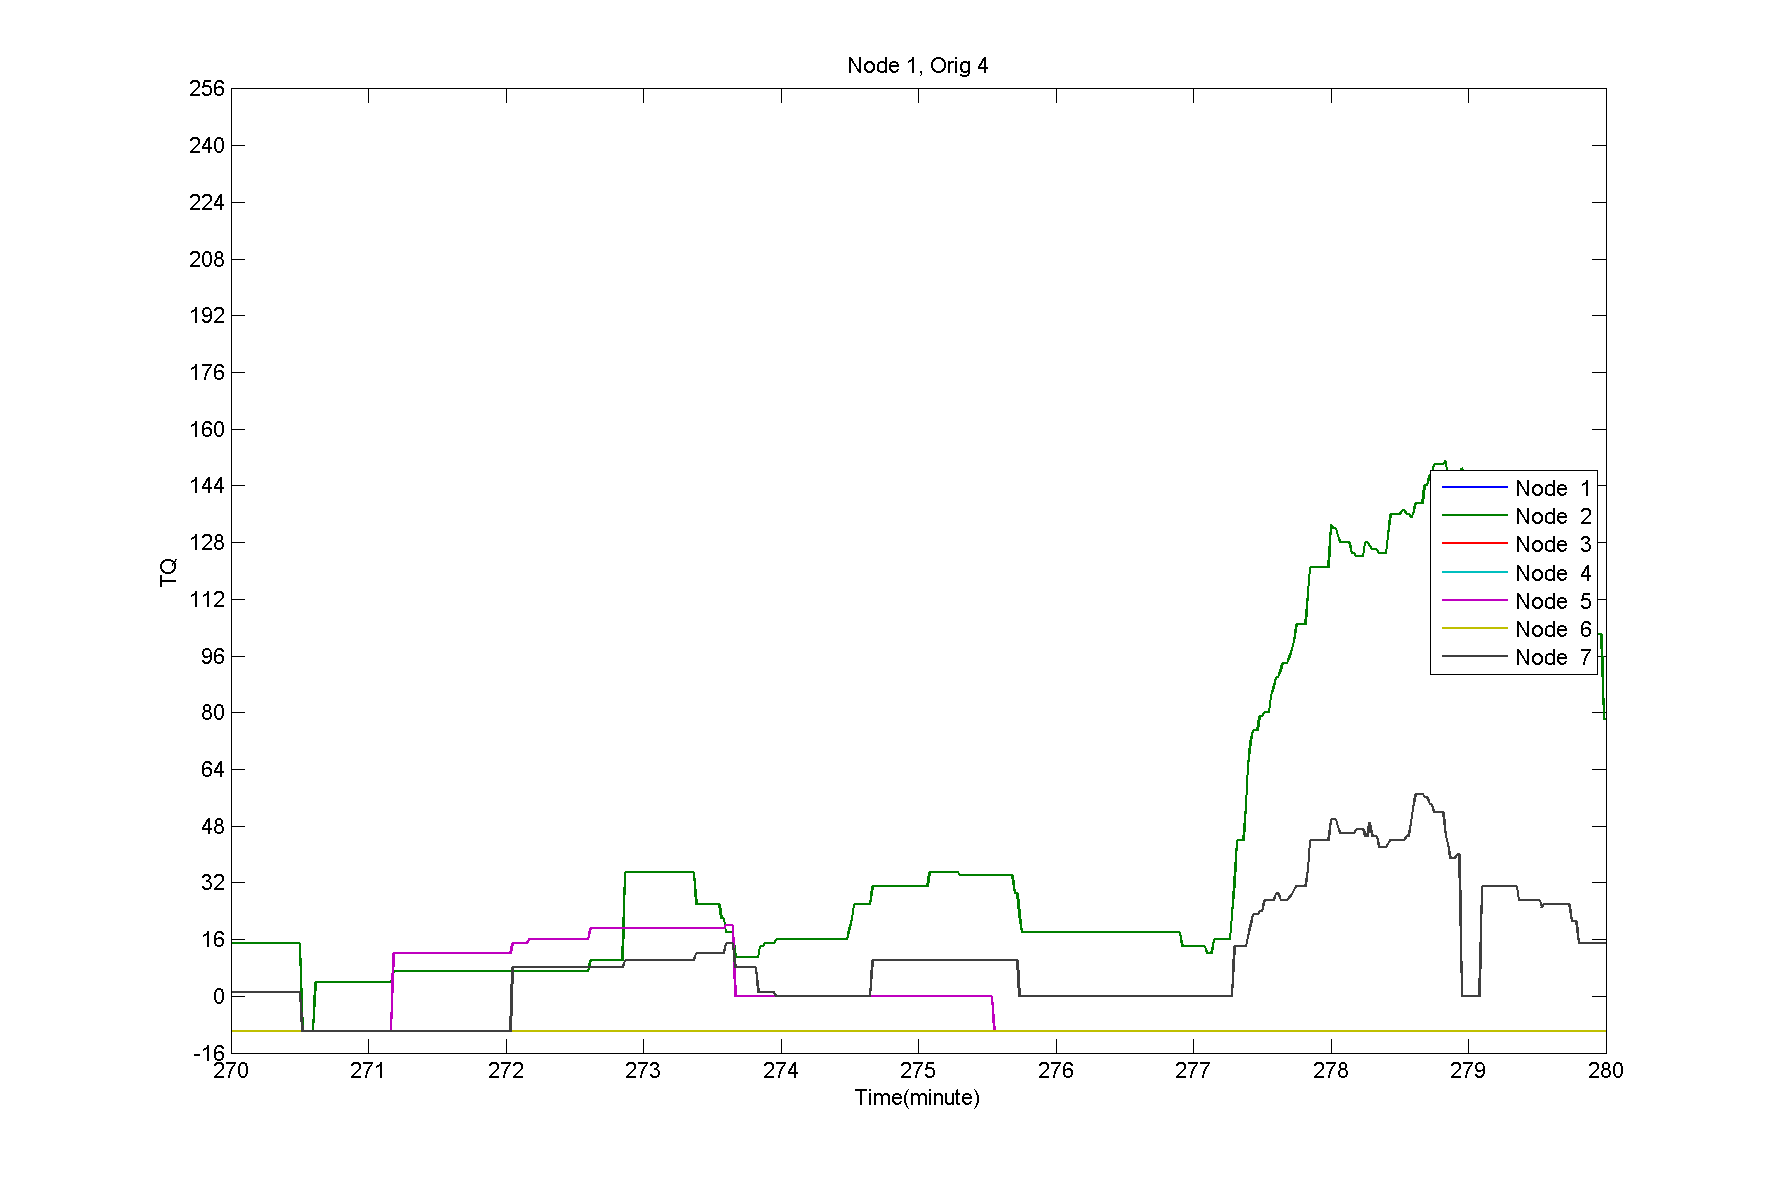 Node 1, Orig 4
256
240
224
208
192
176
160
144
128
112
96
80
64
48
32
16
0
-16
TQ
Node 1
Node 2
Node 3
Node 4
Node 5
Node 6
Node 7
270 271 272 273 274 275 276 277 278 279 280
Time(minute)